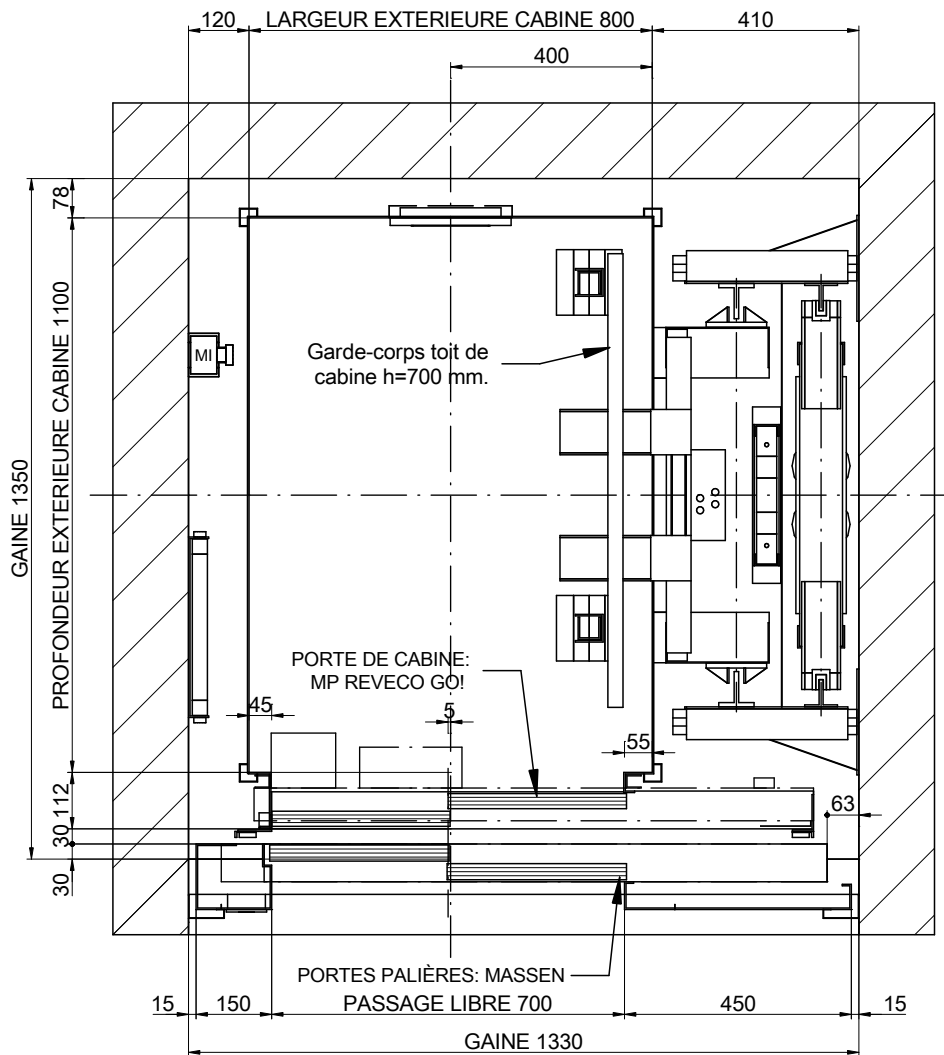 120
LARGEUR EXTERIEURE CABINE 800
410
400
78
GAINE 1350
PROFONDEUR EXTERIEURE CABINE 1100
MI
Garde-corps toit de
cabine h=700 mm.
PORTE DE CABINE:
MP REVECO GO!
45
5
55
112
30
30
63
PORTES PALIÈRES: MASSEN
15
150
PASSAGE LIBRE 700
450
15
GAINE 1330